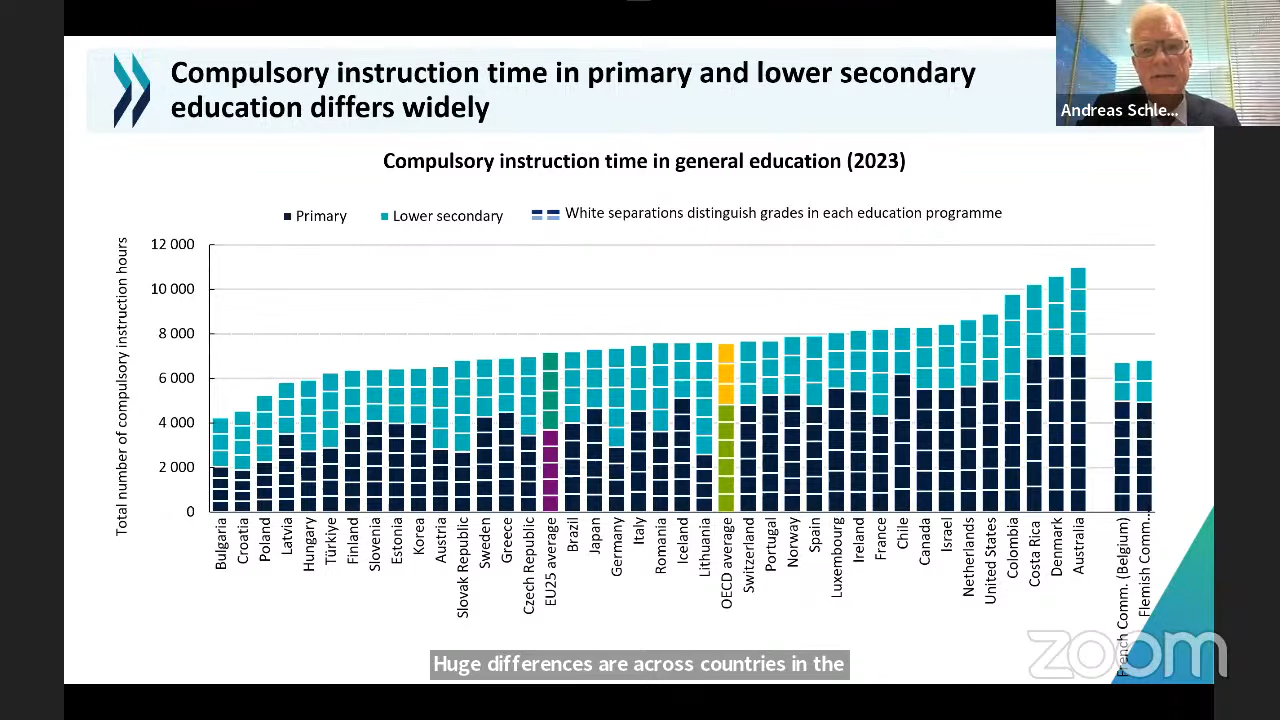 Compulsory instruction time in primary and lower secondary
education differs widely
Andreas Schle...
Compulsory instruction time in general education (2023)
Primary
Lower secondary
White separations distinguish grades in each education programme
Total number of compulsory instruction hours
12 000
10 000
8 000
6 000
4 000
2 000
0
Bulgaria
Croatia
Poland
Latvia
Hungary
Türkiye
Finland
Slovenia
Estonia
Korea
Austria
Slovak Republic
Sweden
Greece
Czech Republic
EU25 average
Brazil
Japan
Germany
Italy
Romania
Iceland
Lithuania
OECD average
Switzerland
Portugal
Norway
Spain
Luxembourg
Ireland
France
Chile
Canada
Israel
Netherlands
United States
Colombia
Costa Rica
Denmark
Australia
French Comm. (Belgium)
Flemish Comm...
Huge differences are across countries in the
zoom